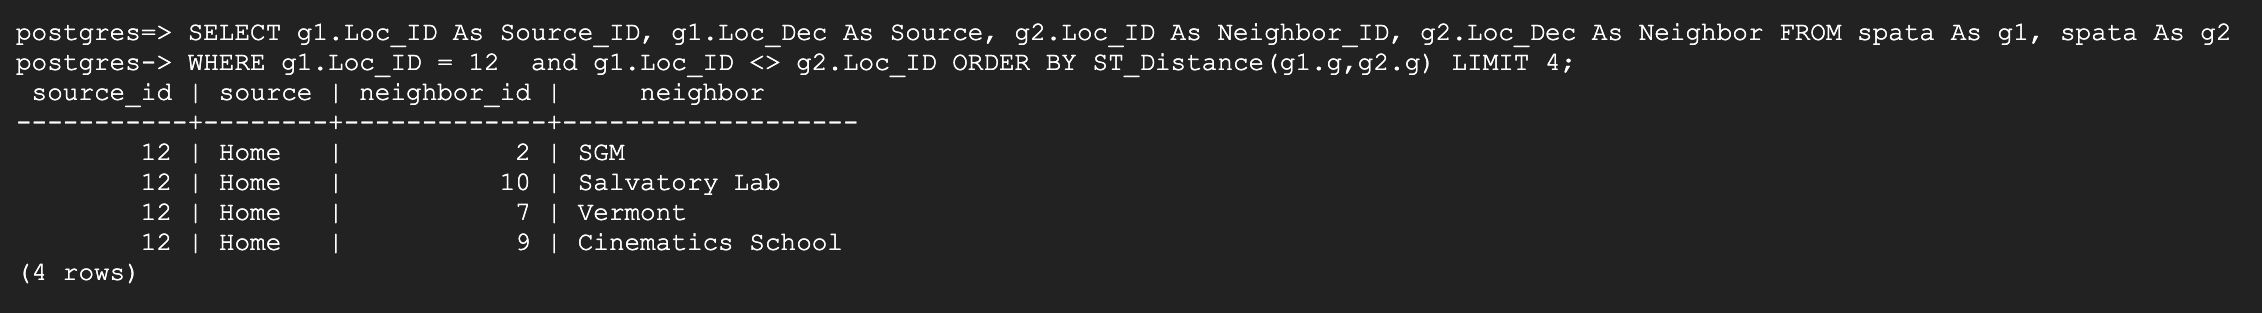 postgres=> SELECT g1.Loc_ID As Source_ID, g1.Loc_Dec As Source, g2.Loc_ID As Neighbor_ID, g2.Loc_Dec As Neighbor FROM spata As g1, spata As g2
postgres-> WHERE g1.Loc_ID = 12  and g1.Loc_ID <> g2.Loc_ID ORDER BY ST_Distance(g1.g,g2.g) LIMIT 4;
 source_id | source | neighbor_id |     neighbor
-----------+--------+-------------+-------------------
        12 | Home   |           2 | SGM
        12 | Home   |          10 | Salvatory Lab
        12 | Home   |           7 | Vermont
        12 | Home   |           9 | Cinematics School
(4 rows)